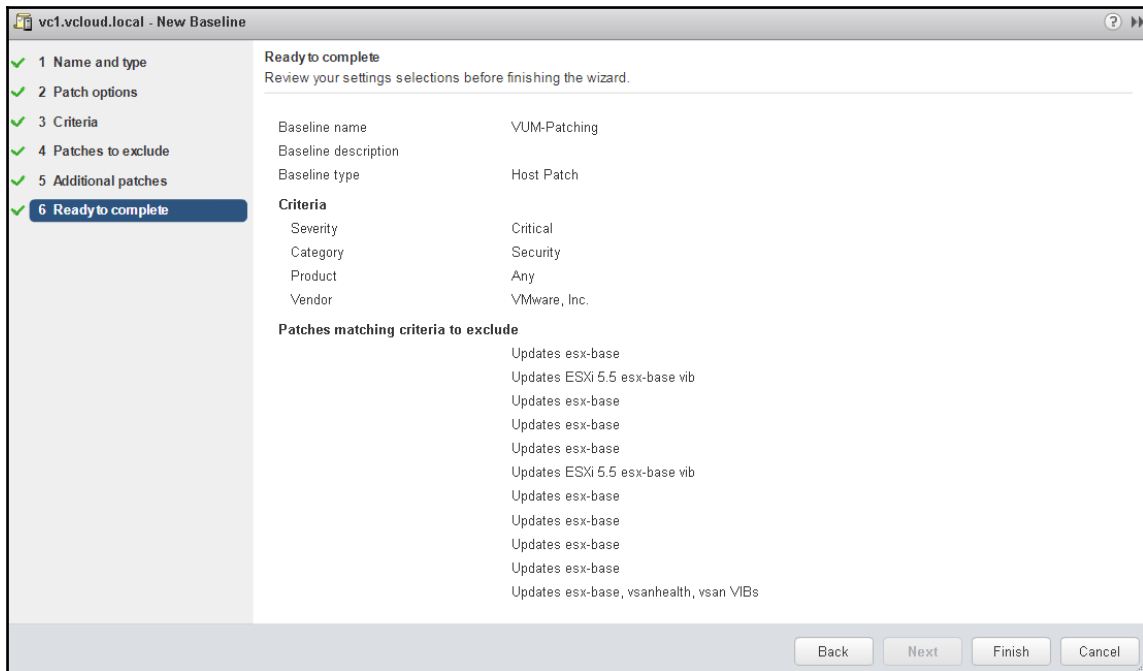 vc1.vcloud.local - New Baseline
1 Name and type
2 Patch options
3 Criteria
4 Patches to exclude
5 Additional patches
6 Ready to complete
Ready to complete
Review your settings selections before finishing the wizard.
Baseline name VUM-Patching
Baseline description
Baseline type Host Patch
Criteria
Severity Critical
Category Security
Product Any
Vendor VMware, Inc.
Patches matching criteria to exclude
Updates esx-base
Updates ESXi 5.5 esx-base vib
Updates esx-base
Updates esx-base
Updates esx-base
Updates ESXi 5.5 esx-base vib
Updates esx-base
Updates esx-base
Updates esx-base
Updates esx-base
Updates esx-base, vsanhealth, vsan VIBs
Back Next Finish Cancel